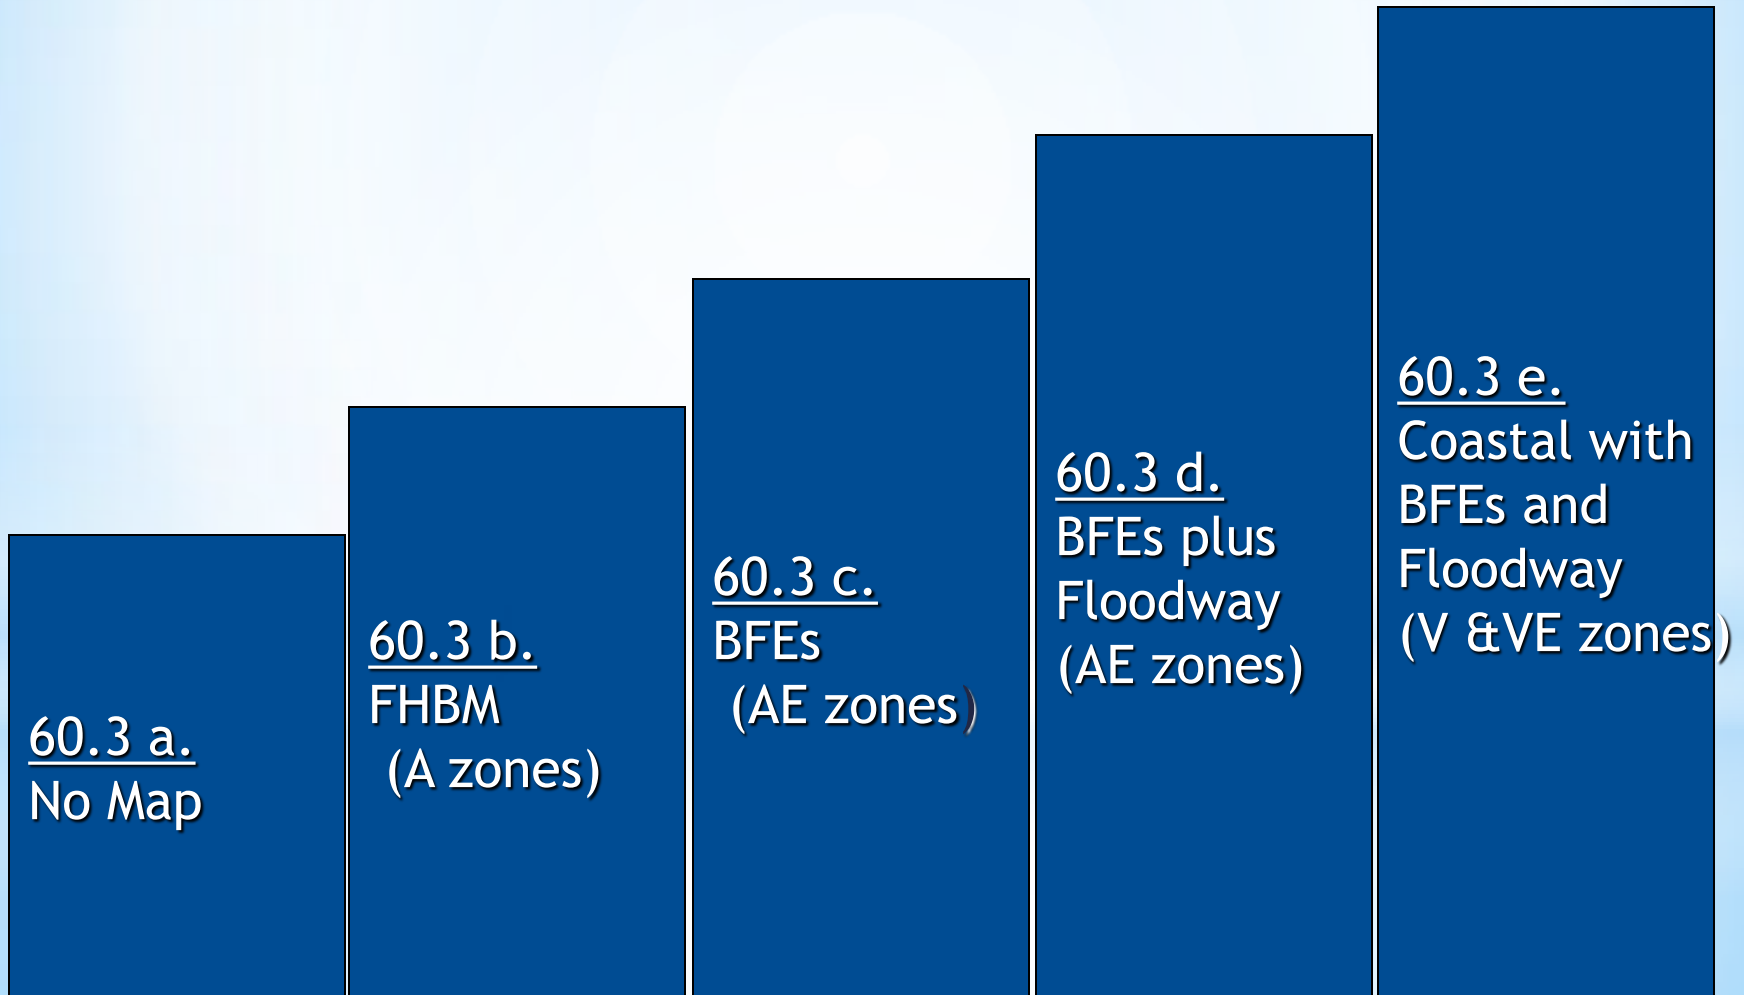 60.3 a.
No Map
60.3 b.
FHBM
(A zones)
60.3 c.
BFEs
(AE zones)
60.3 d.
BFEs plus
Floodway
(AE zones)
60.3 e.
Coastal with
BFEs and
Floodway
(V &VE zones)